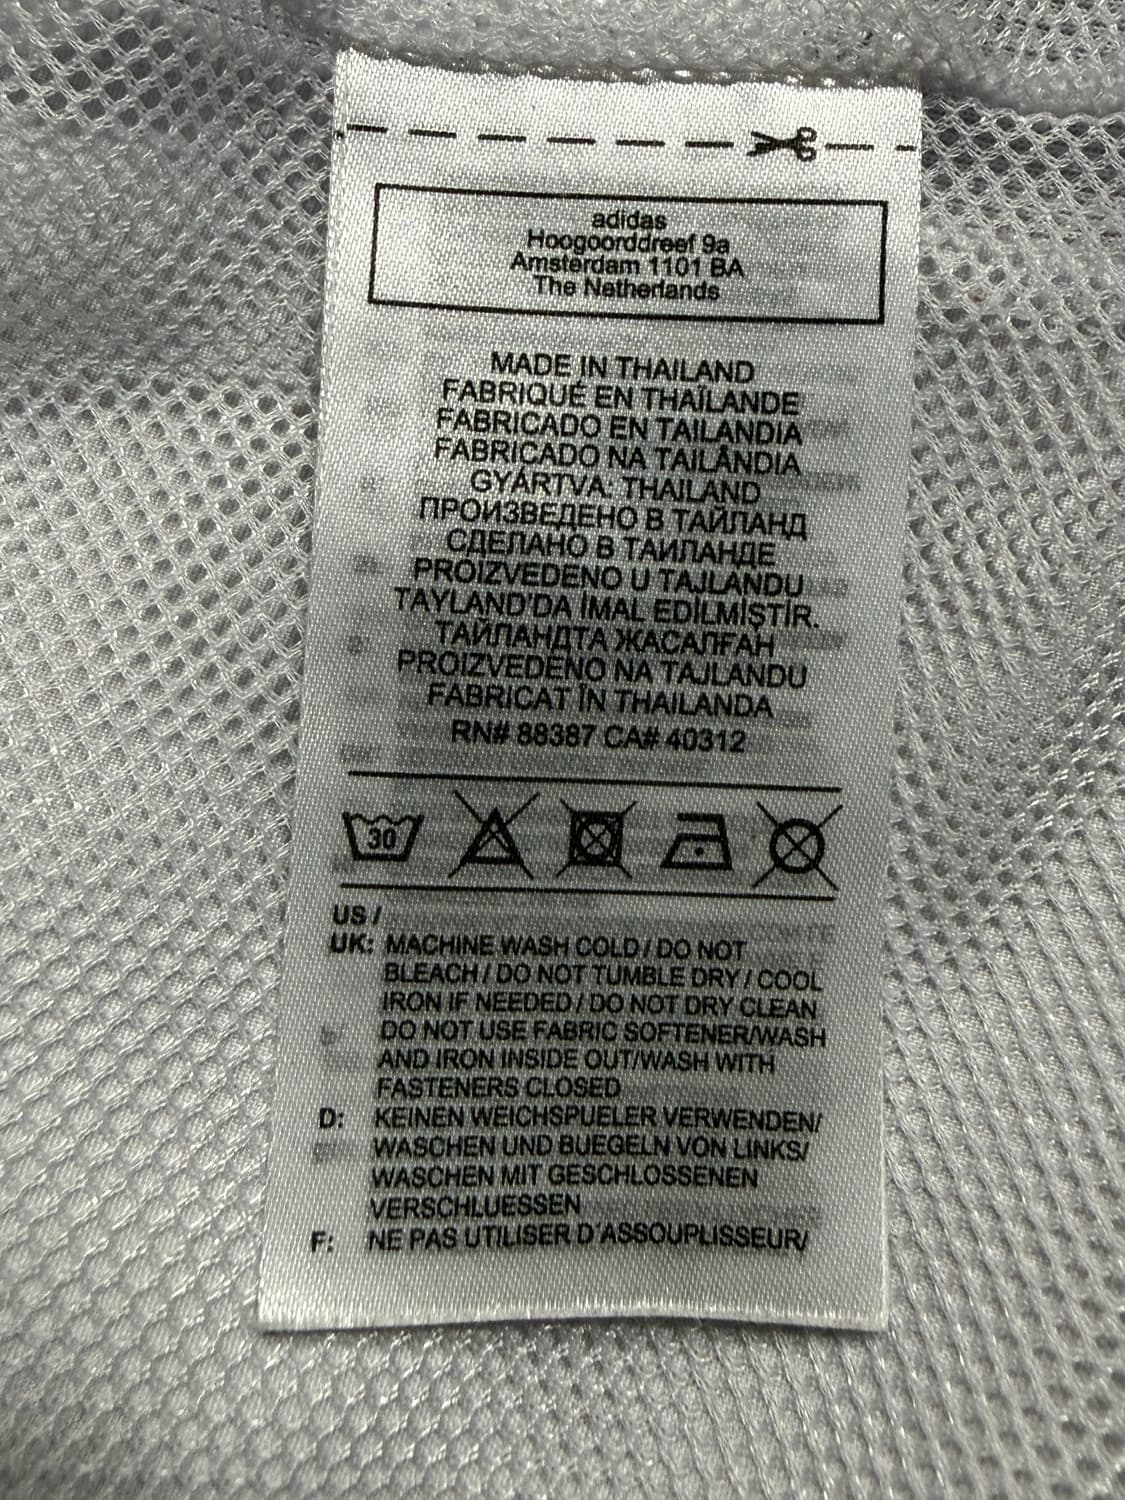 adidas
Hoogoorddreef 9a
Amsterdam 1101 BA
The Netherlands
MADE IN THAILAND
FABRIQUÉ EN THAÏLANDE
FABRICADO EN TAILANDIA
FABRICADO NA TAILÂNDIA
GYÁRTVA: THAILAND
ПРОИЗВЕДЕНО В ТАЙЛАНД
СДЕЛАНО В ТАИЛАНДЕ
PROIZVEDENO U TAJLANDU
TAYLAND'DA İMAL EDİLMİŞTİR.
ТАЙЛАНДТА ЖАСАЛҒАН
PROIZVEDENO NA TAJLANDU
FABRICAT ÎN THAILANDA
RN# 88387 CA# 40312
30
US /
UK: MACHINE WASH COLD / DO NOT
BLEACH / DO NOT TUMBLE DRY / COOL
IRON IF NEEDED / DO NOT DRY CLEAN
DO NOT USE FABRIC SOFTENER/WASH
AND IRON INSIDE OUT/WASH WITH
FASTENERS CLOSED
D: KEINEN WEICHSPUELER VERWENDEN/
WASCHEN UND BUEGELN VON LINKS/
WASCHEN MIT GESCHLOSSENEN
VERSCHLUESSEN
F: NE PAS UTILISER D'ASSOUPLISSEUR/